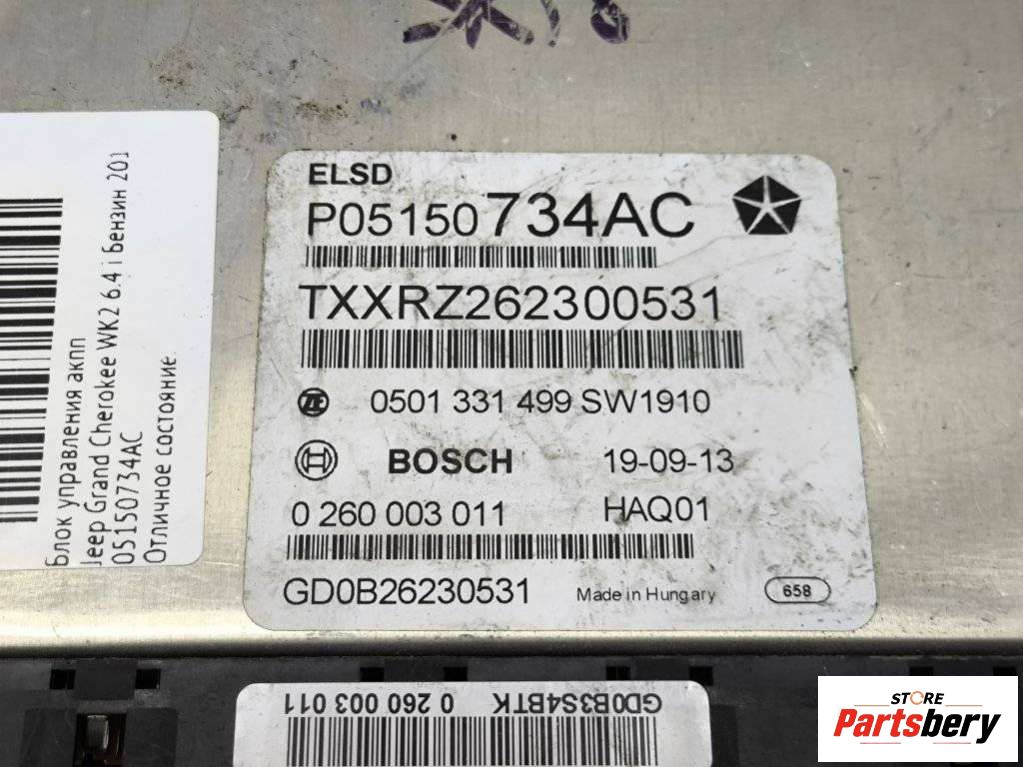 ELSD
P05150734AC
TXXRZ262300531
ZF 0501 331 499 SW1910
BOSCH 19-09-13
0 260 003 011 HAQ01
GD0B26230531 Made in Hungary 658
Блок управления акпп
Jeep Grand Cherokee WK2 6.4 i бензин 201
05150734AC
Отличное состояние.
GD0B3S4BTK 0 260 003 011
STORE
Partsbery